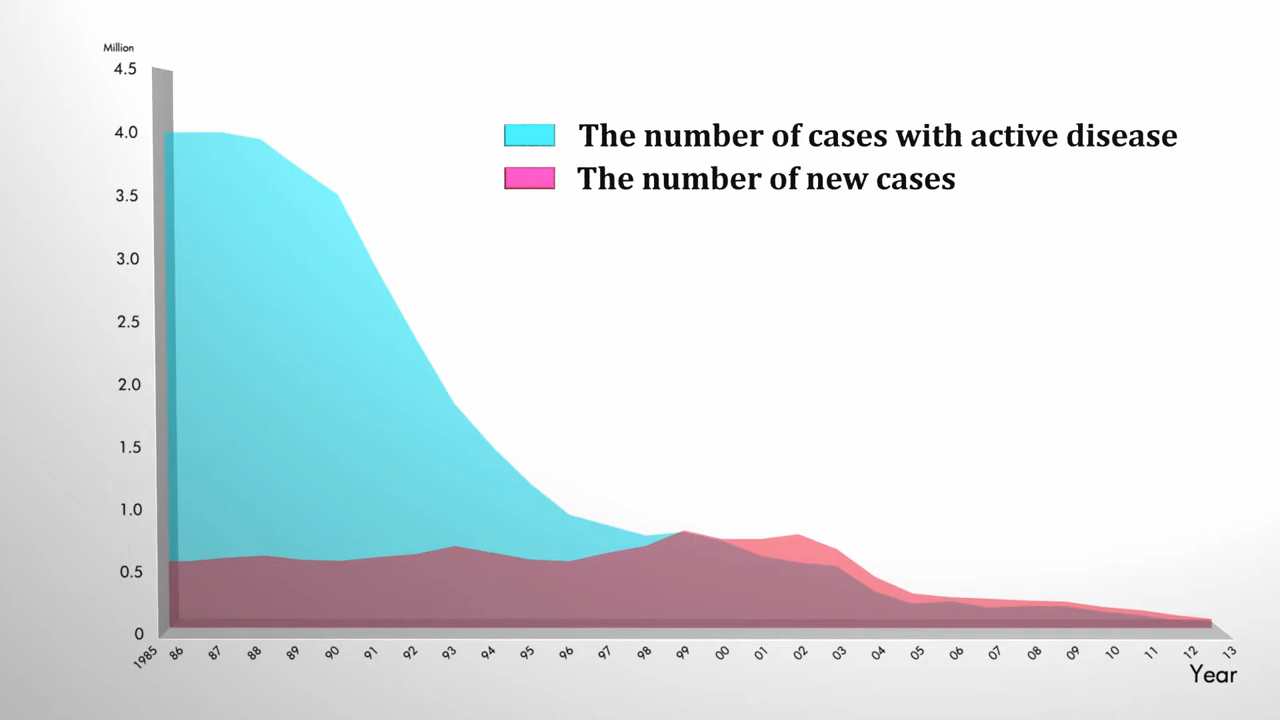 Million
4.5
4.0
3.5
3.0
2.5
2.0
1.5
1.0
0.5
0
The number of cases with active disease
The number of new cases
1985 86 87 88 89 90 91 92 93 94 95 96 97 98 99 00 01 02 03 04 05 06 07 08 09 10 11 12 13
Year